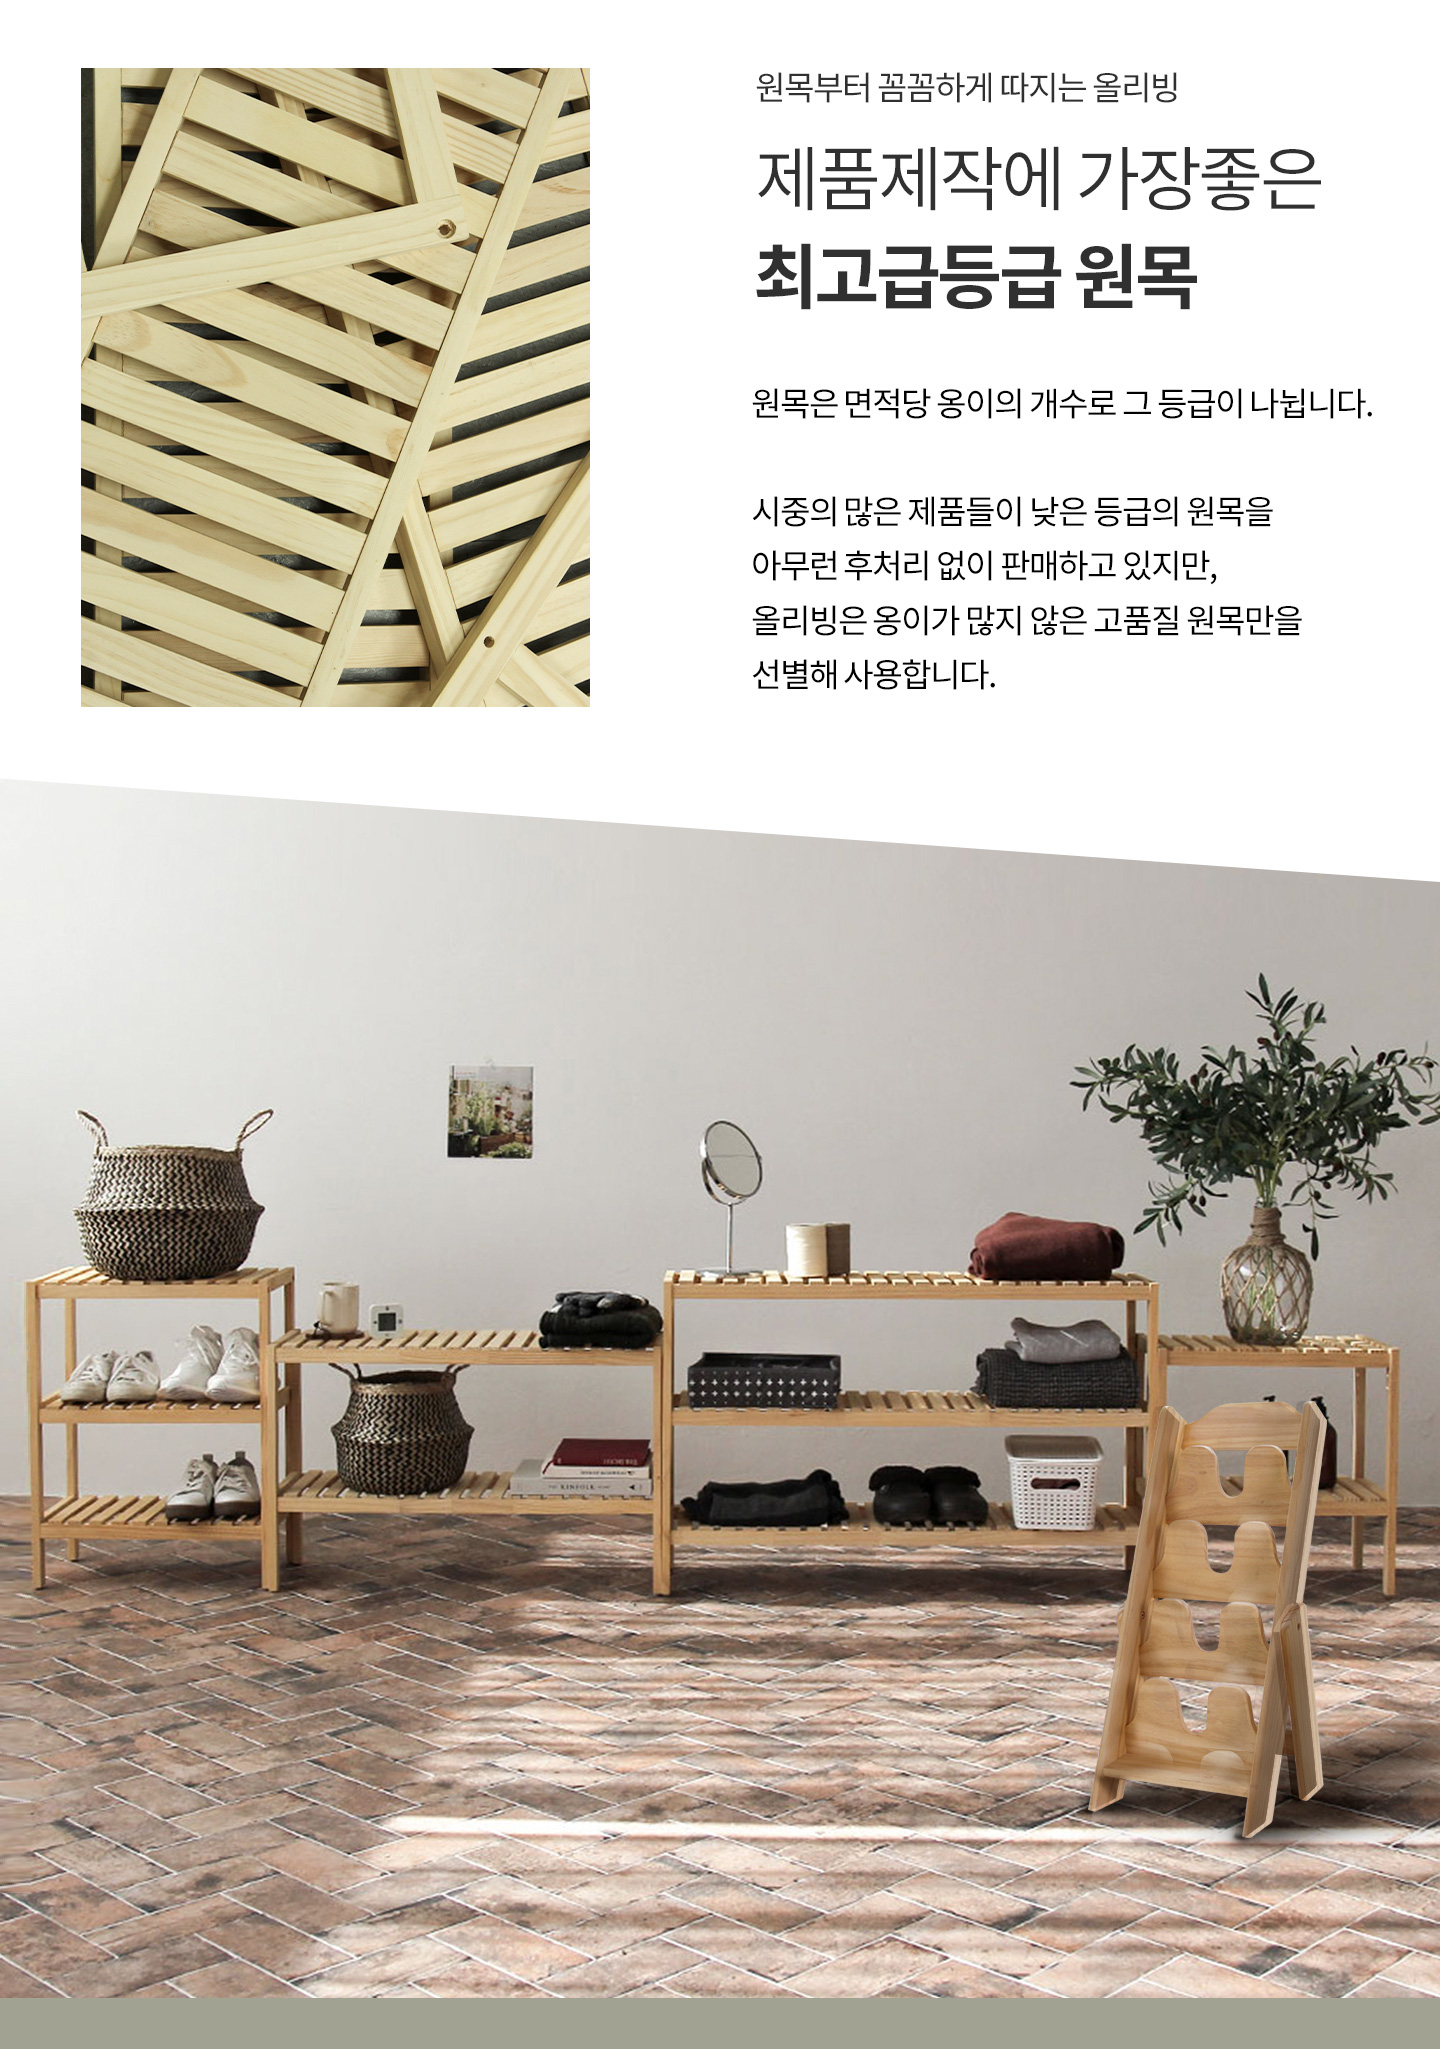 원목부터 꼼꼼하게 따지는 올리빙
제품제작에 가장좋은
최고급등급 원목
원목은 면적당 옹이의 개수로 그 등급이 나뉩니다.
시중의 많은 제품들이 낮은 등급의 원목을
아무런 후처리 없이 판매하고 있지만,
올리빙은 옹이가 많지 않은 고품질 원목만을
선별해 사용합니다.
KINFOLK